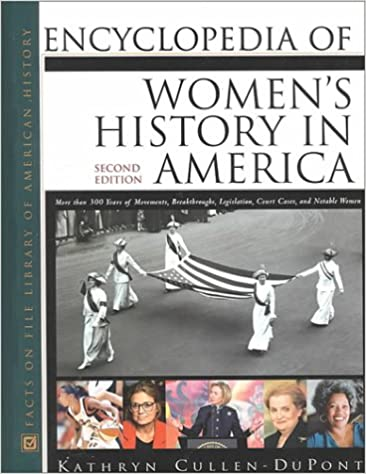 ENCYCLOPEDIA OF
WOMEN'S
HISTORY IN
SECOND
EDITION
AMERICA
More than 300 Years of Movements, Breakthroughs, Legislation, Court Cases, and Notable Women
FACTS ON FILE LIBRARY OF AMERICAN HISTORY
KATHRYN CULLEN-DUPONT